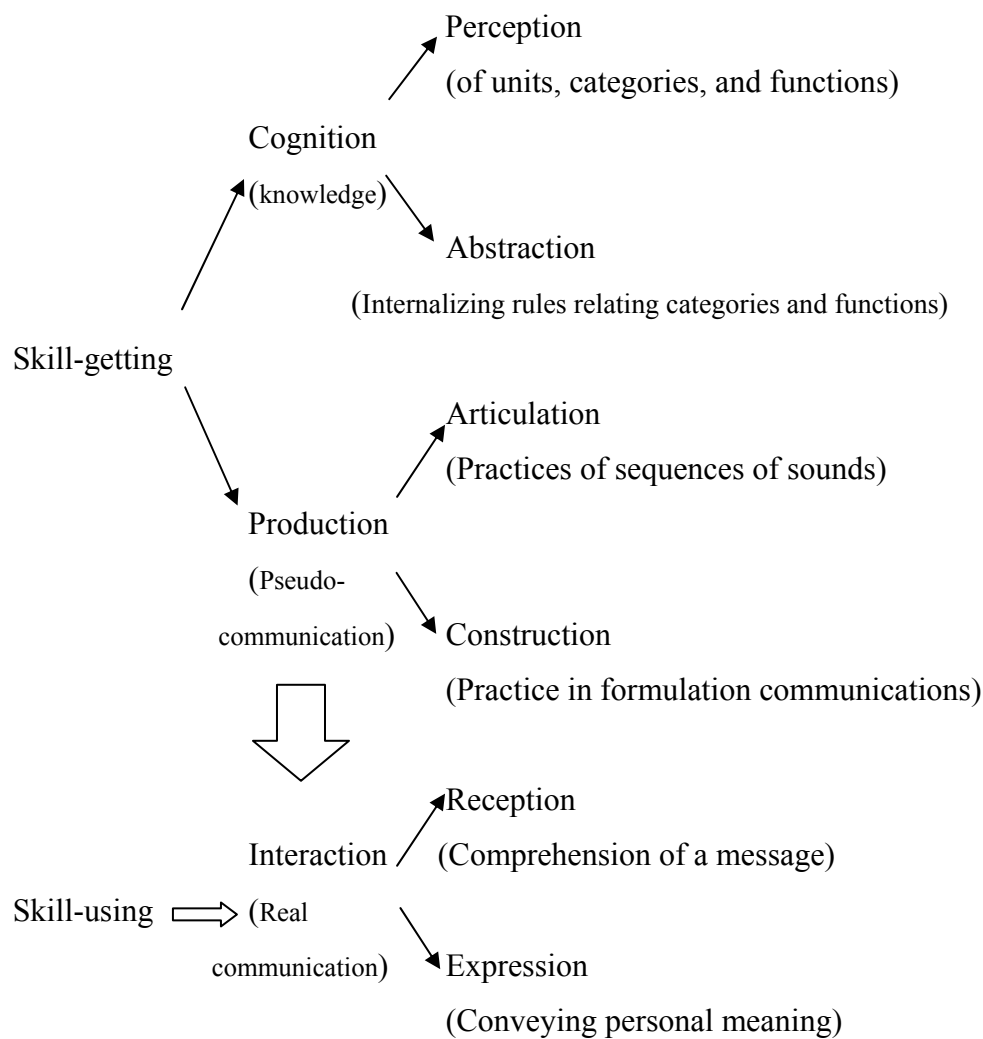 Perception
(of units, categories, and functions)
Cognition
(knowledge)
Abstraction
(Internalizing rules relating categories and functions)
Skill-getting
Articulation
(Practices of sequences of sounds)
Production
(Pseudo-
communication)
Construction
(Practice in formulation communications)
Reception
Interaction
(Comprehension of a message)
Skill-using
(Real
communication)
Expression
(Conveying personal meaning)